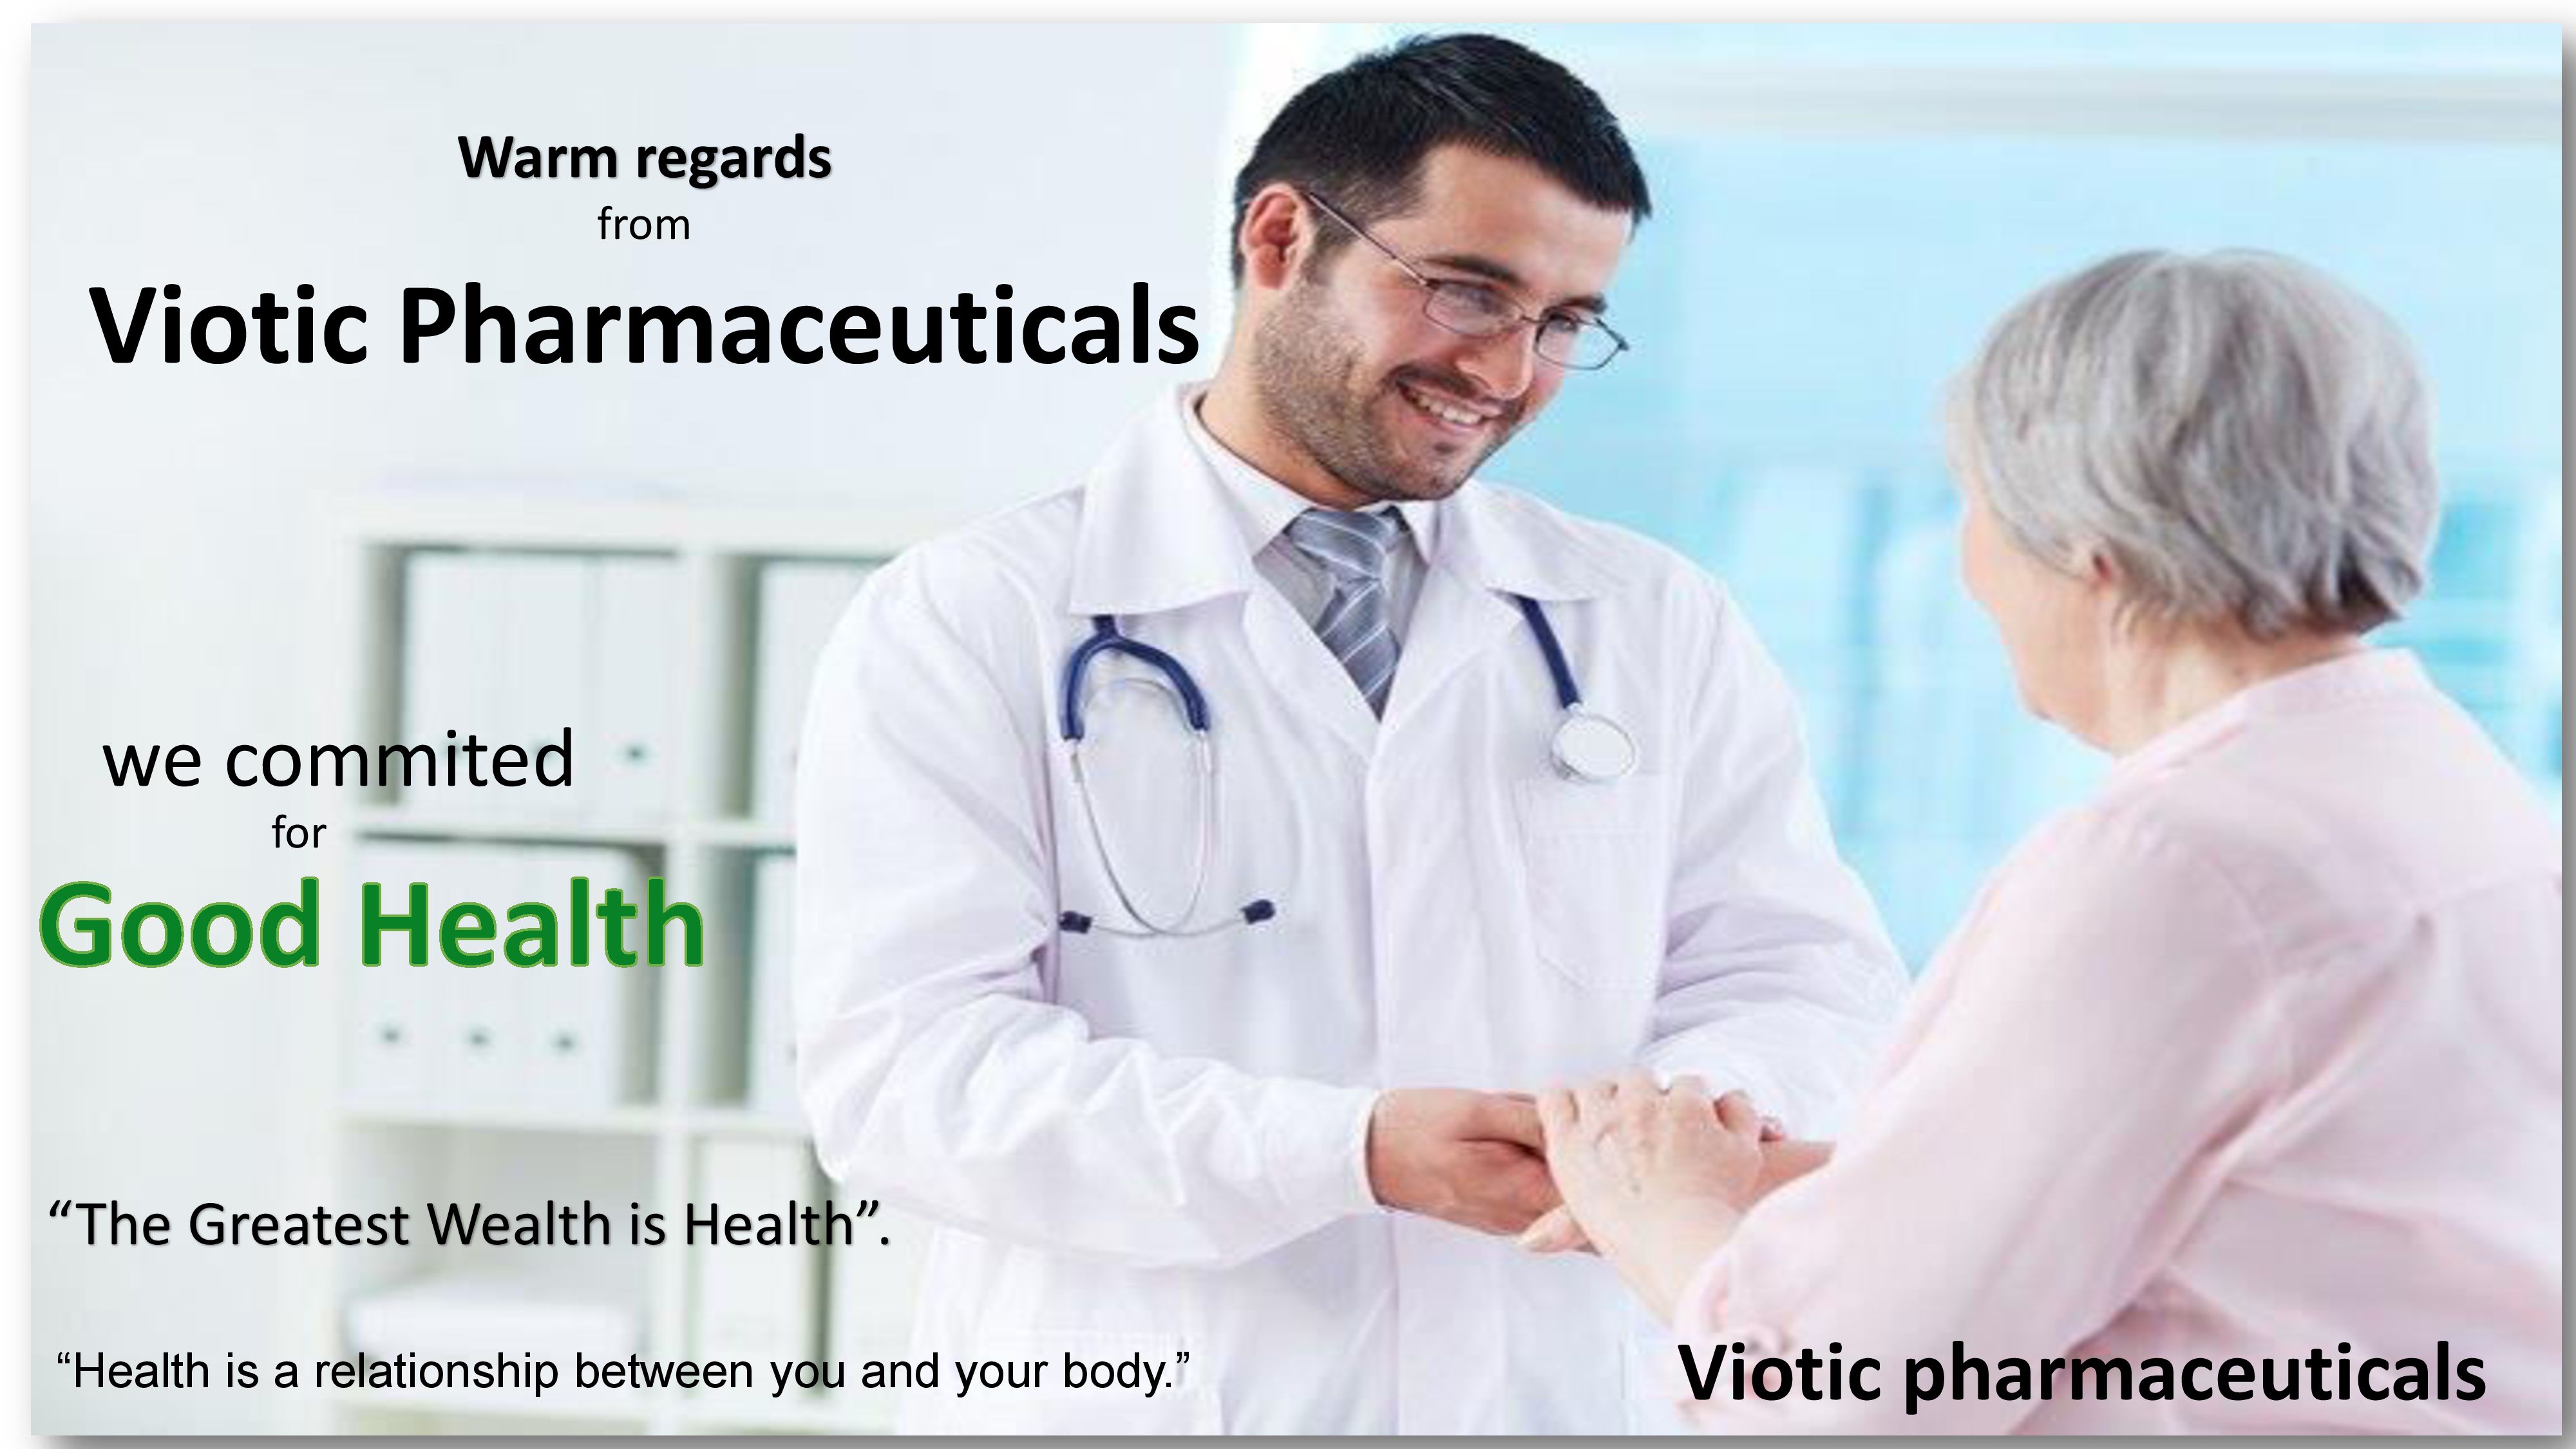 Warm regards
from
Viotic Pharmaceuticals
we commited
for
Good Health
“The Greatest Wealth is Health”.
“Health is a relationship between you and your body.”
Viotic pharmaceuticals